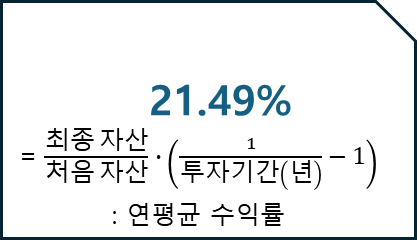 21.49%
= 최종 자산/처음 자산 · (1/투자기간(년) − 1)
: 연평균 수익률